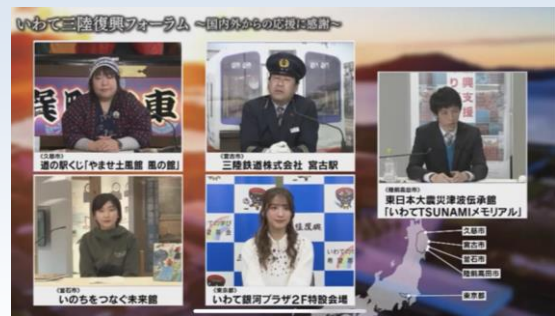 いわて三陸復興フォーラム ～国内外からの応援に感謝～
(久慈市)
道の駅くじ「やませ土風館 風の館」
(宮古市)
三陸鉄道株式会社 宮古駅
(陸前高田市)
東日本大震災津波伝承館
「いわてTSUNAMIメモリアル」
(釜石市)
いのちをつなぐ未来館
(東京都)
いわて銀河プラザ2F特設会場
久慈市
宮古市
釜石市
陸前高田市
東京都